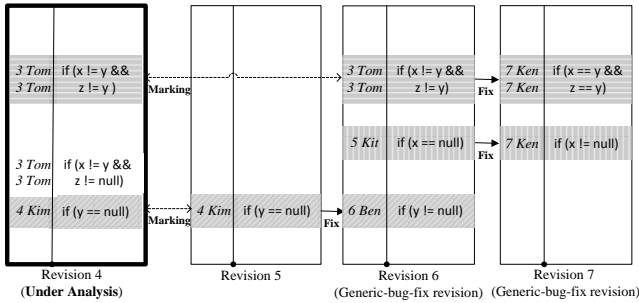 3 Tom if (x != y &&
3 Tom z != y )
3 Tom if (x != y &&
3 Tom z != null)
4 Kim if (y == null)
Revision 4
(Under Analysis)
Marking
Marking
4 Kim if (y == null)
Fix
Revision 5
3 Tom if (x != y &&
3 Tom z != y)
Fix
5 Kit if (x == null)
Fix
6 Ben if (y != null)
Revision 6
(Generic-bug-fix revision)
7 Ken if (x == y &&
7 Ken z == y)
7 Ken if (x != null)
Revision 7
(Generic-bug-fix revision)